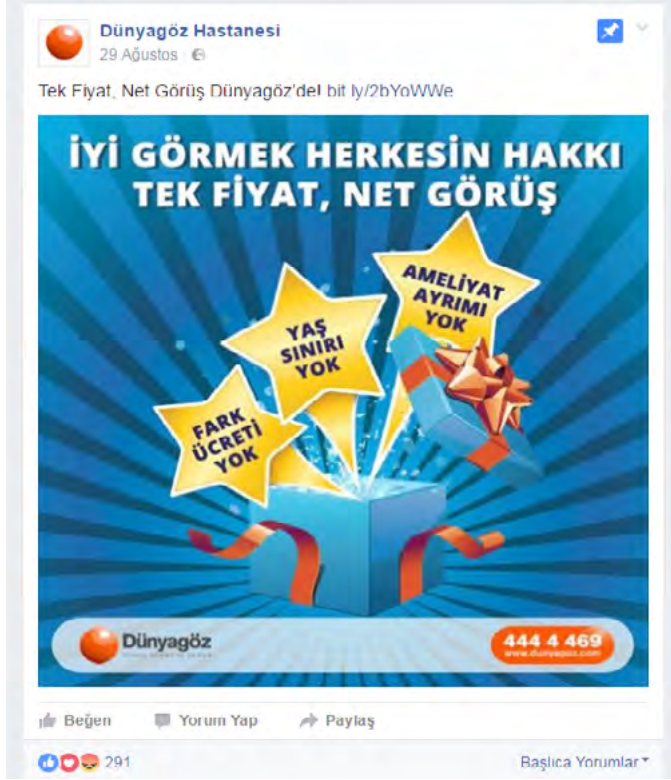 Dünyagöz Hastanesi
29 Ağustos
Tek Fiyat, Net Görüş Dünyagöz'de! bit ly/2bYoWWe
İYİ GÖRMEK HERKESİN HAKKI
TEK FİYAT, NET GÖRÜŞ
AMELİYAT
AYRIMI
YOK
YAŞ
SINIRI
YOK
FARK
ÜCRETİ
YOK
Dünyagöz
444 4 469
www.dunyagoz.com
Beğen Yorum Yap Paylaş
291 Başlıca Yorumlar